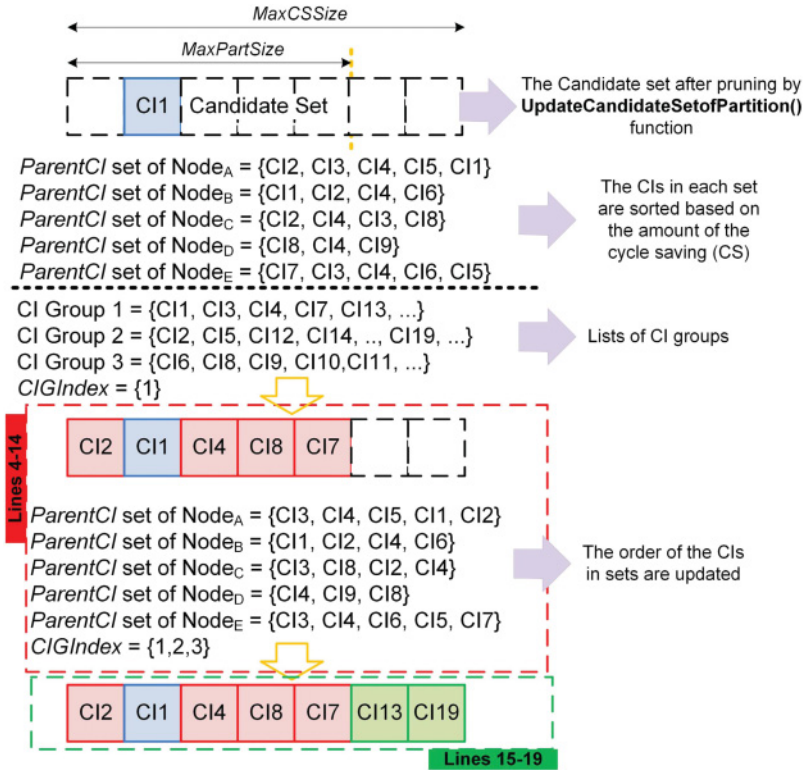 MaxCSSize
MaxPartSize
CI1 Candidate Set
The Candidate set after pruning by
UpdateCandidateSetofPartition()
function
ParentCI set of NodeA = {CI2, CI3, CI4, CI5, CI1}
ParentCI set of NodeB = {CI1, CI2, CI4, CI6}
ParentCI set of NodeC = {CI2, CI4, CI3, CI8}
ParentCI set of NodeD = {CI8, CI4, CI9}
ParentCI set of NodeE = {CI7, CI3, CI4, CI6, CI5}
The CIs in each set
are sorted based on
the amount of the
cycle saving (CS)
CI Group 1 = {CI1, CI3, CI4, CI7, CI13, ...}
CI Group 2 = {CI2, CI5, CI12, CI14, .., CI19, ...}
CI Group 3 = {CI6, CI8, CI9, CI10,CI11, ...}
CIGIndex = {1}
Lists of CI groups
Lines 4-14
CI2 CI1 CI4 CI8 CI7
ParentCI set of NodeA = {CI3, CI4, CI5, CI1, CI2}
ParentCI set of NodeB = {CI1, CI2, CI4, CI6}
ParentCI set of NodeC = {CI3, CI8, CI2, CI4}
ParentCI set of NodeD = {CI4, CI9, CI8}
ParentCI set of NodeE = {CI3, CI4, CI6, CI5, CI7}
CIGIndex = {1,2,3}
The order of the CIs
in sets are updated
CI2 CI1 CI4 CI8 CI7 CI13 CI19
Lines 15-19